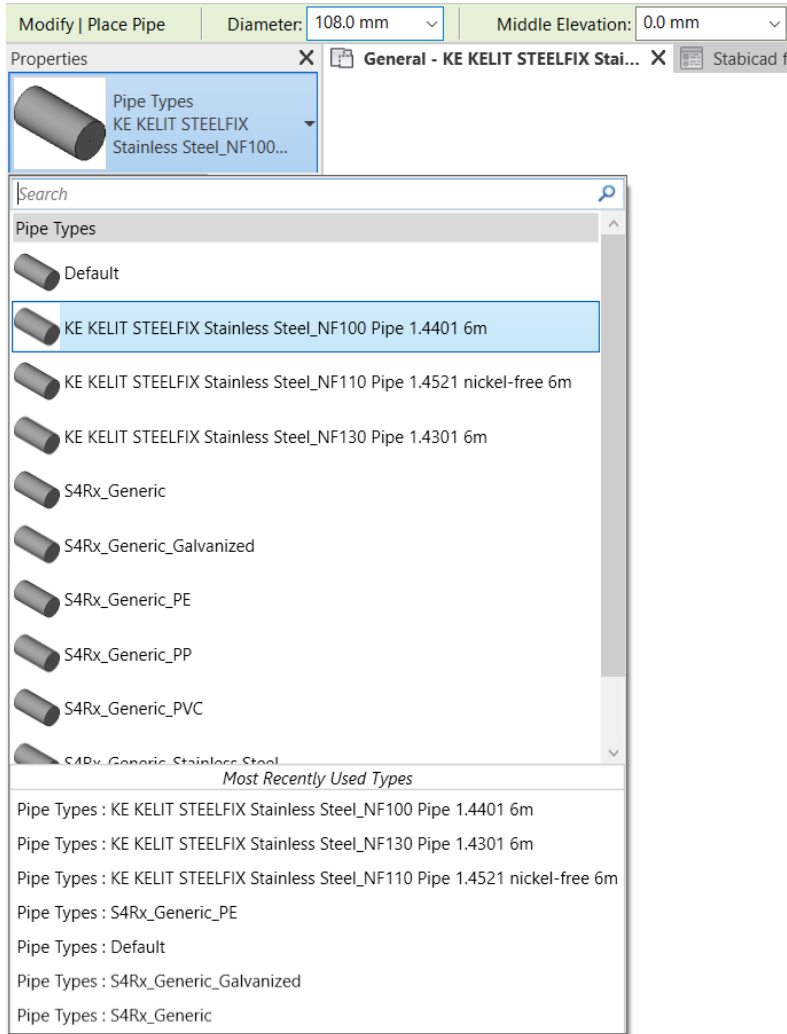 Modify | Place Pipe Diameter: 108.0 mm Middle Elevation: 0.0 mm
Properties General - KE KELIT STEELFIX Stai... Stabicad f
Pipe Types
KE KELIT STEELFIX
Stainless Steel_NF100...
Search
Pipe Types
Default
KE KELIT STEELFIX Stainless Steel_NF100 Pipe 1.4401 6m
KE KELIT STEELFIX Stainless Steel_NF110 Pipe 1.4521 nickel-free 6m
KE KELIT STEELFIX Stainless Steel_NF130 Pipe 1.4301 6m
S4Rx_Generic
S4Rx_Generic_Galvanized
S4Rx_Generic_PE
S4Rx_Generic_PP
S4Rx_Generic_PVC
S4Rx_Generic_Stainless Steel
Most Recently Used Types
Pipe Types : KE KELIT STEELFIX Stainless Steel_NF100 Pipe 1.4401 6m
Pipe Types : KE KELIT STEELFIX Stainless Steel_NF130 Pipe 1.4301 6m
Pipe Types : KE KELIT STEELFIX Stainless Steel_NF110 Pipe 1.4521 nickel-free 6m
Pipe Types : S4Rx_Generic_PE
Pipe Types : Default
Pipe Types : S4Rx_Generic_Galvanized
Pipe Types : S4Rx_Generic